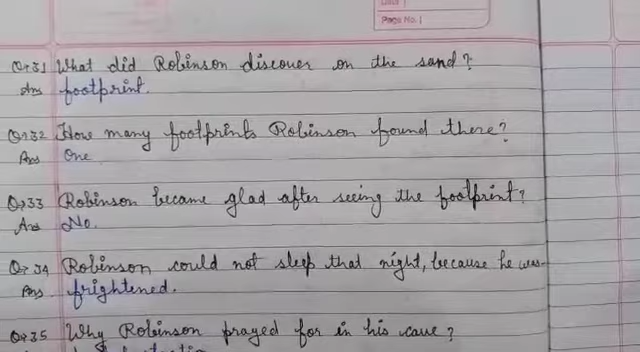 Page No.
Q→31 What did Robinson discover on the sand?
Ans footprint.
Q→32 How many footprints Robinson found there?
Ans One
Q→33 Robinson became glad after seeing the footprint?
Ans No.
Q→34 Robinson could not sleep that night, because he was
Ans frightened.
Q→35 Why Robinson prayed for in his cave?